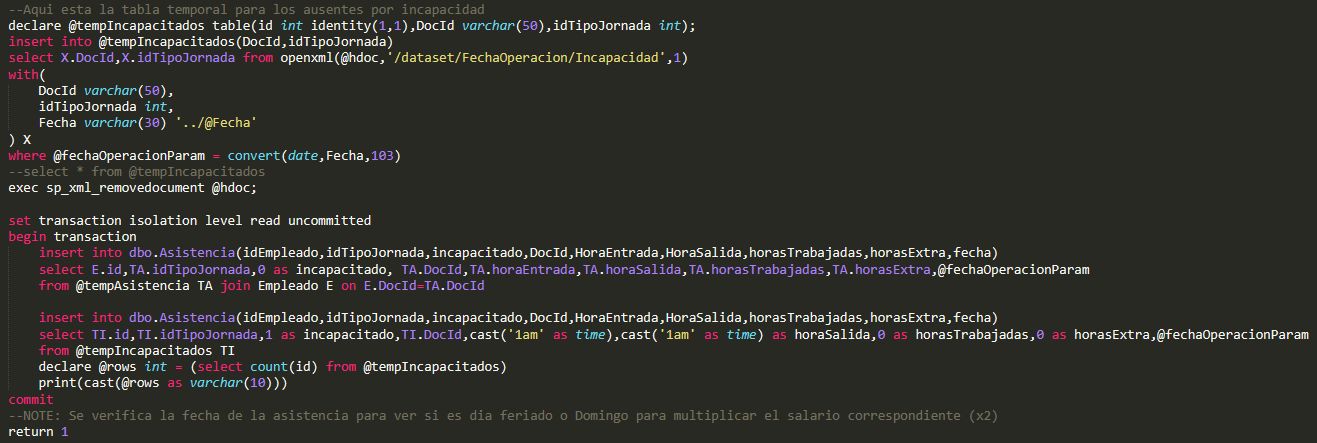 --Aqui esta la tabla temporal para los ausentes por incapacidad
declare @tempIncapacitados table(id int identity(1,1),DocId varchar(50),idTipoJornada int);
insert into @tempIncapacitados(DocId,idTipoJornada)
select X.DocId,X.idTipoJornada from openxml(@hdoc,'/dataset/FechaOperacion/Incapacidad',1)
with(
    DocId varchar(50),
    idTipoJornada int,
    Fecha varchar(30) '../@Fecha'
) X
where @fechaOperacionParam = convert(date,Fecha,103)
--select * from @tempIncapacitados
exec sp_xml_removedocument @hdoc;

set transaction isolation level read uncommitted
begin transaction
    insert into dbo.Asistencia(idEmpleado,idTipoJornada,incapacitado,DocId,HoraEntrada,HoraSalida,horasTrabajadas,horasExtra,fecha)
    select E.id,TA.idTipoJornada,0 as incapacitado, TA.DocId,TA.horaEntrada,TA.horaSalida,TA.horasTrabajadas,TA.horasExtra,@fechaOperacionParam
    from @tempAsistencia TA join Empleado E on E.DocId=TA.DocId

    insert into dbo.Asistencia(idEmpleado,idTipoJornada,incapacitado,DocId,HoraEntrada,HoraSalida,horasTrabajadas,horasExtra,fecha)
    select TI.id,TI.idTipoJornada,1 as incapacitado,TI.DocId,cast('1am' as time),cast('1am' as time) as horaSalida,0 as horasTrabajadas,0 as horasExtra,@fechaOperacionParam
    from @tempIncapacitados TI
    declare @rows int = (select count(id) from @tempIncapacitados)
    print(cast(@rows as varchar(10)))
commit
--NOTE: Se verifica la fecha de la asistencia para ver si es dia feriado o Domingo para multiplicar el salario correspondiente (x2)
return 1